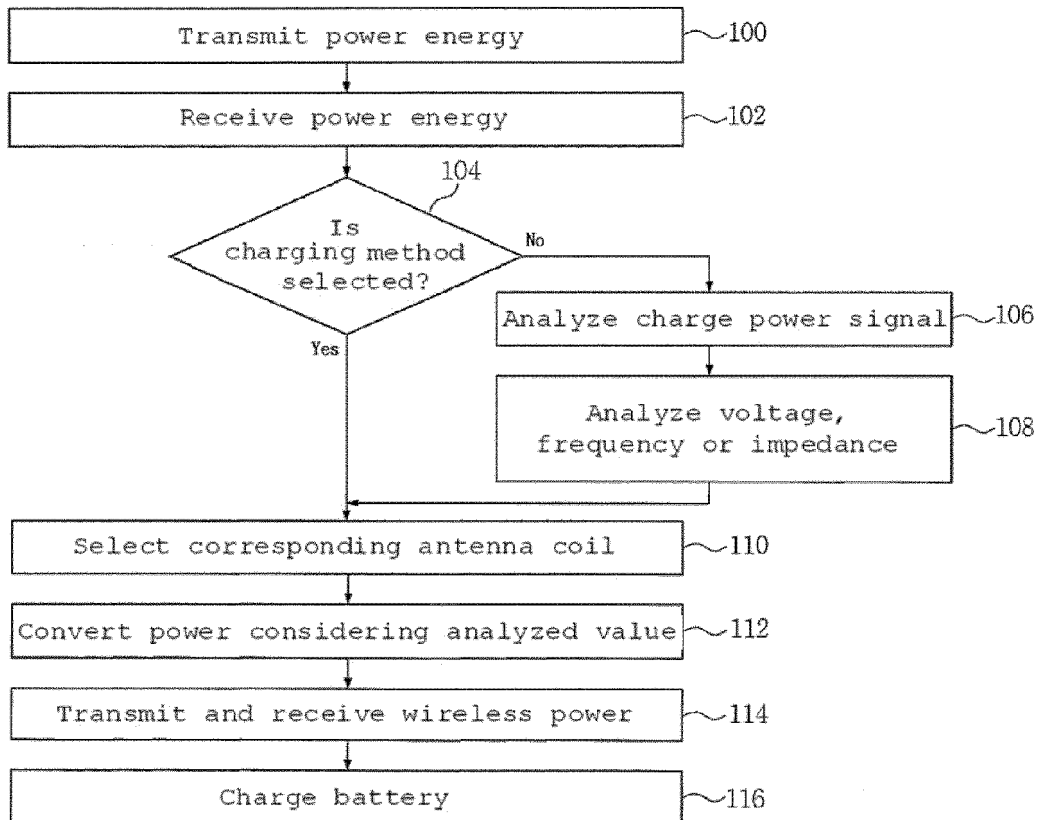 Transmit power energy
100
Receive power energy
102
104
Is
charging method
selected?
No
Yes
Analyze charge power signal
106
Analyze voltage,
frequency or impedance
108
Select corresponding antenna coil
110
Convert power considering analyzed value
112
Transmit and receive wireless power
114
Charge battery
116